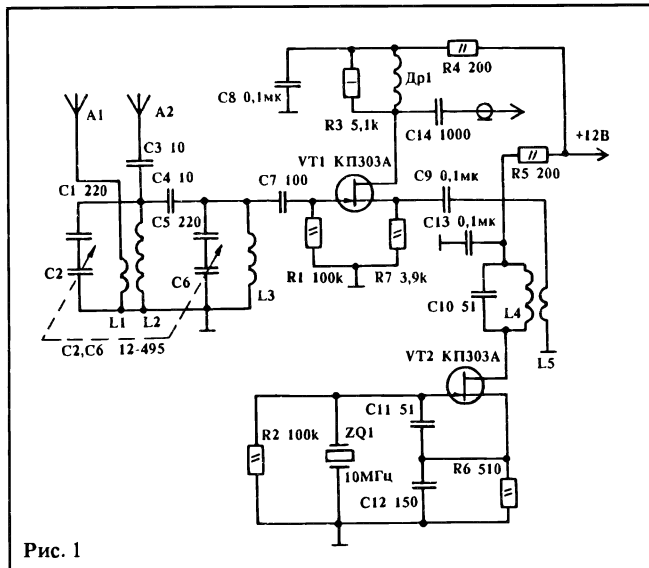 A1
A2
C3 10
C1 220
C4 10
C5 220
C2
C6
L1
L2
L3
C2,C6 12-495
C7 100
R1 100k
VT1 КП303А
R7 3,9k
C8 0,1мк
R3 5,1k
Др1
R4 200
C14 1000
+12В
R5 200
C9 0,1мк
C13 0,1мк
C10 51
L4
L5
VT2 КП303А
R2 100k
ZQ1
10МГц
C11 51
C12 150
R6 510
Рис. 1